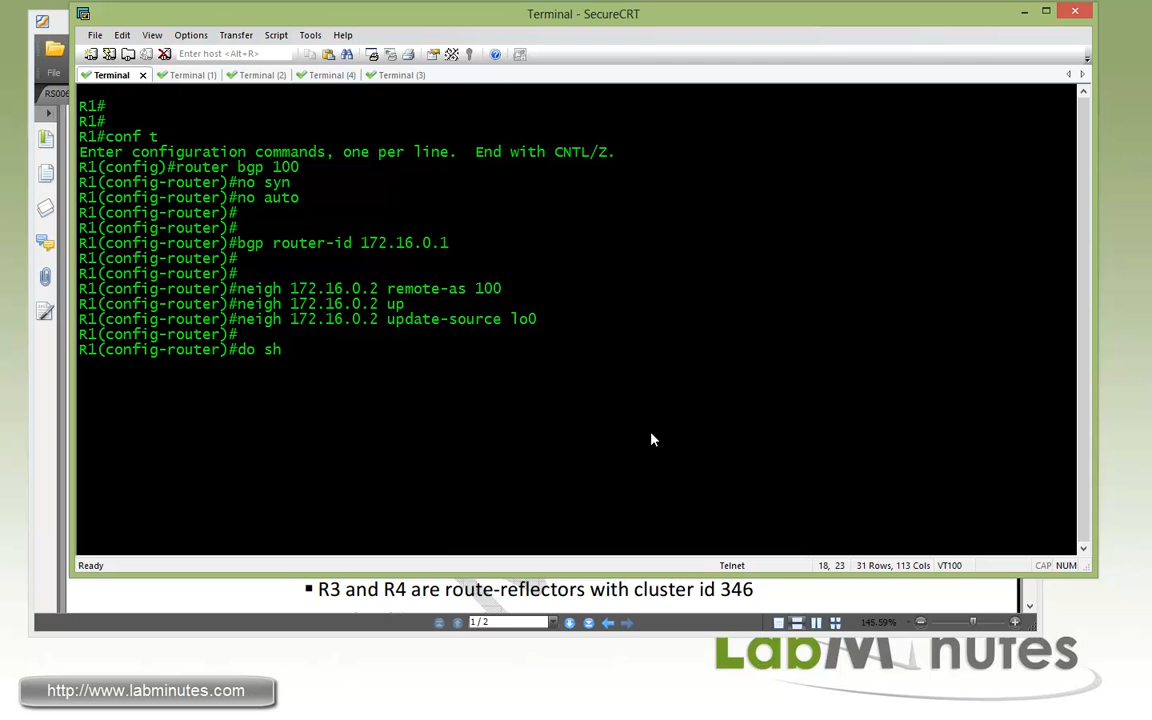 Terminal - SecureCRT
File Edit View Options Transfer Script Tools Help
Enter host <Alt+R>
File
Terminal Terminal (1) Terminal (2) Terminal (4) Terminal (3)
RS006
R1#
R1#
R1#conf t
Enter configuration commands, one per line. End with CNTL/Z.
R1(config)#router bgp 100
R1(config-router)#no syn
R1(config-router)#no auto
R1(config-router)#
R1(config-router)#
R1(config-router)#bgp router-id 172.16.0.1
R1(config-router)#
R1(config-router)#
R1(config-router)#neigh 172.16.0.2 remote-as 100
R1(config-router)#neigh 172.16.0.2 up
R1(config-router)#neigh 172.16.0.2 update-source lo0
R1(config-router)#
R1(config-router)#do sh
Ready Telnet 18, 23 31 Rows, 113 Cols VT100 CAP NUM
▪ R3 and R4 are route-reflectors with cluster id 346
1 / 2 145.59%
LabMinutes
http://www.labminutes.com